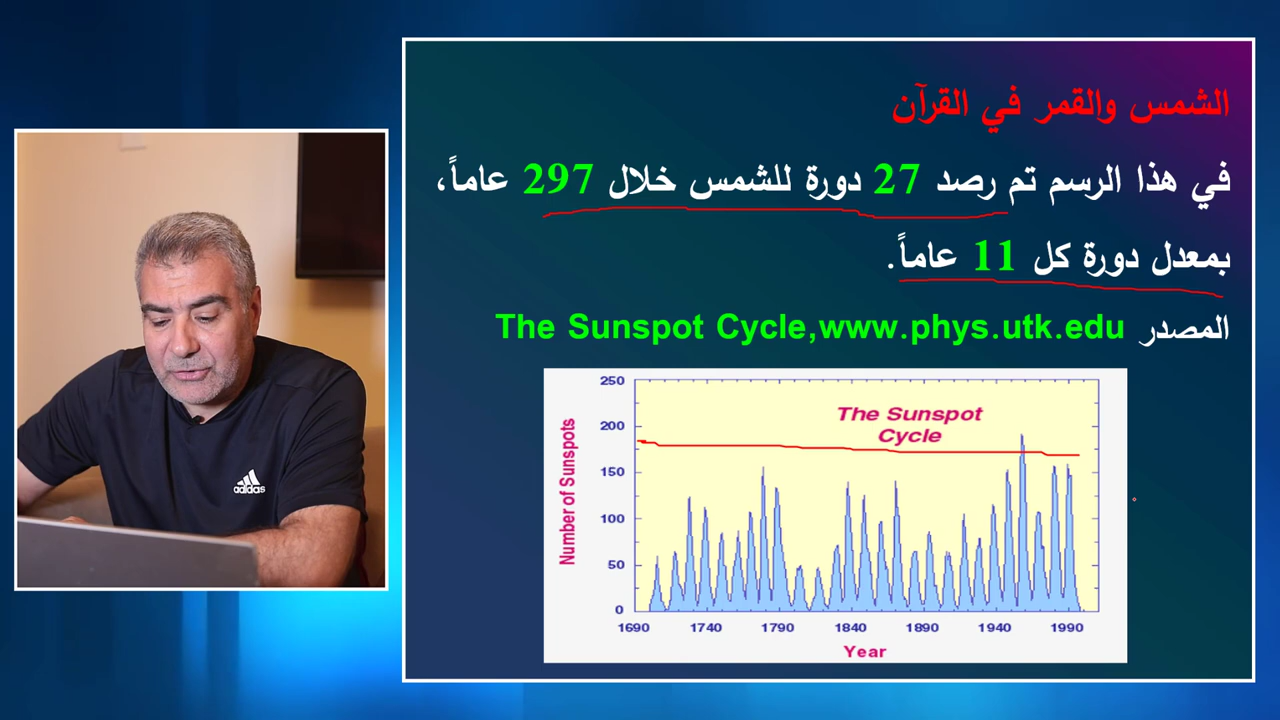 الشمس والقمر في القرآن
في هذا الرسم تم رصد 27 دورة للشمس خلال 297 عاماً،
بمعدل دورة كل 11 عاماً.
المصدر The Sunspot Cycle,www.phys.utk.edu
The Sunspot
Cycle
Number of Sunspots
250
200
150
100
50
0
1690 1740 1790 1840 1890 1940 1990
Year
adidas